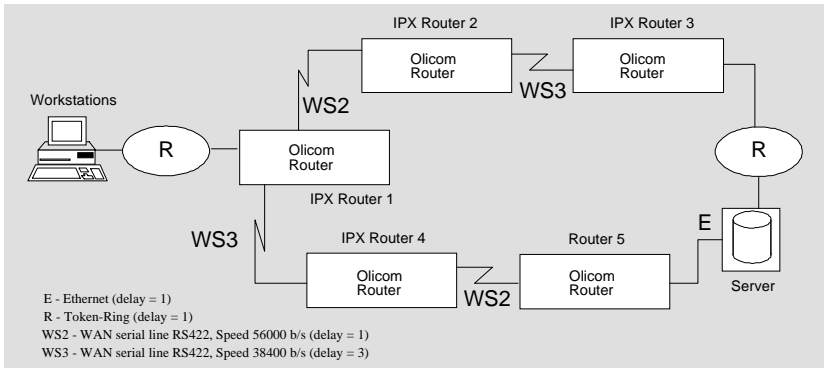 IPX Router 2
IPX Router 3
Olicom
Router
Olicom
Router
WS3
Workstations
WS2
R
Olicom
Router
R
IPX Router 1
WS3
IPX Router 4
Router 5
E
Olicom
Router
WS2
Olicom
Router
Server
E - Ethernet (delay = 1)
R - Token-Ring (delay = 1)
WS2 - WAN serial line RS422, Speed 56000 b/s (delay = 1)
WS3 - WAN serial line RS422, Speed 38400 b/s (delay = 3)